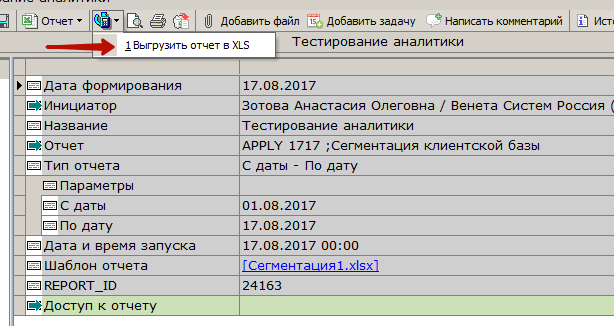 Отчет
Добавить файл
Добавить задачу
Написать комментарий
1 Выгрузить отчет в XLS
Тестирование аналитики
Дата формирования 17.08.2017
Инициатор Зотова Анастасия Олеговна / Венета Систем Россия (
Название Тестирование аналитики
Отчет APPLY 1717 ;Сегментация клиентской базы
Тип отчета С даты - По дату
Параметры
С даты 01.08.2017
По дату 17.08.2017
Дата и время запуска 17.08.2017 00:00
Шаблон отчета [Сегментация1.xlsx]
REPORT_ID 24163
Доступ к отчету